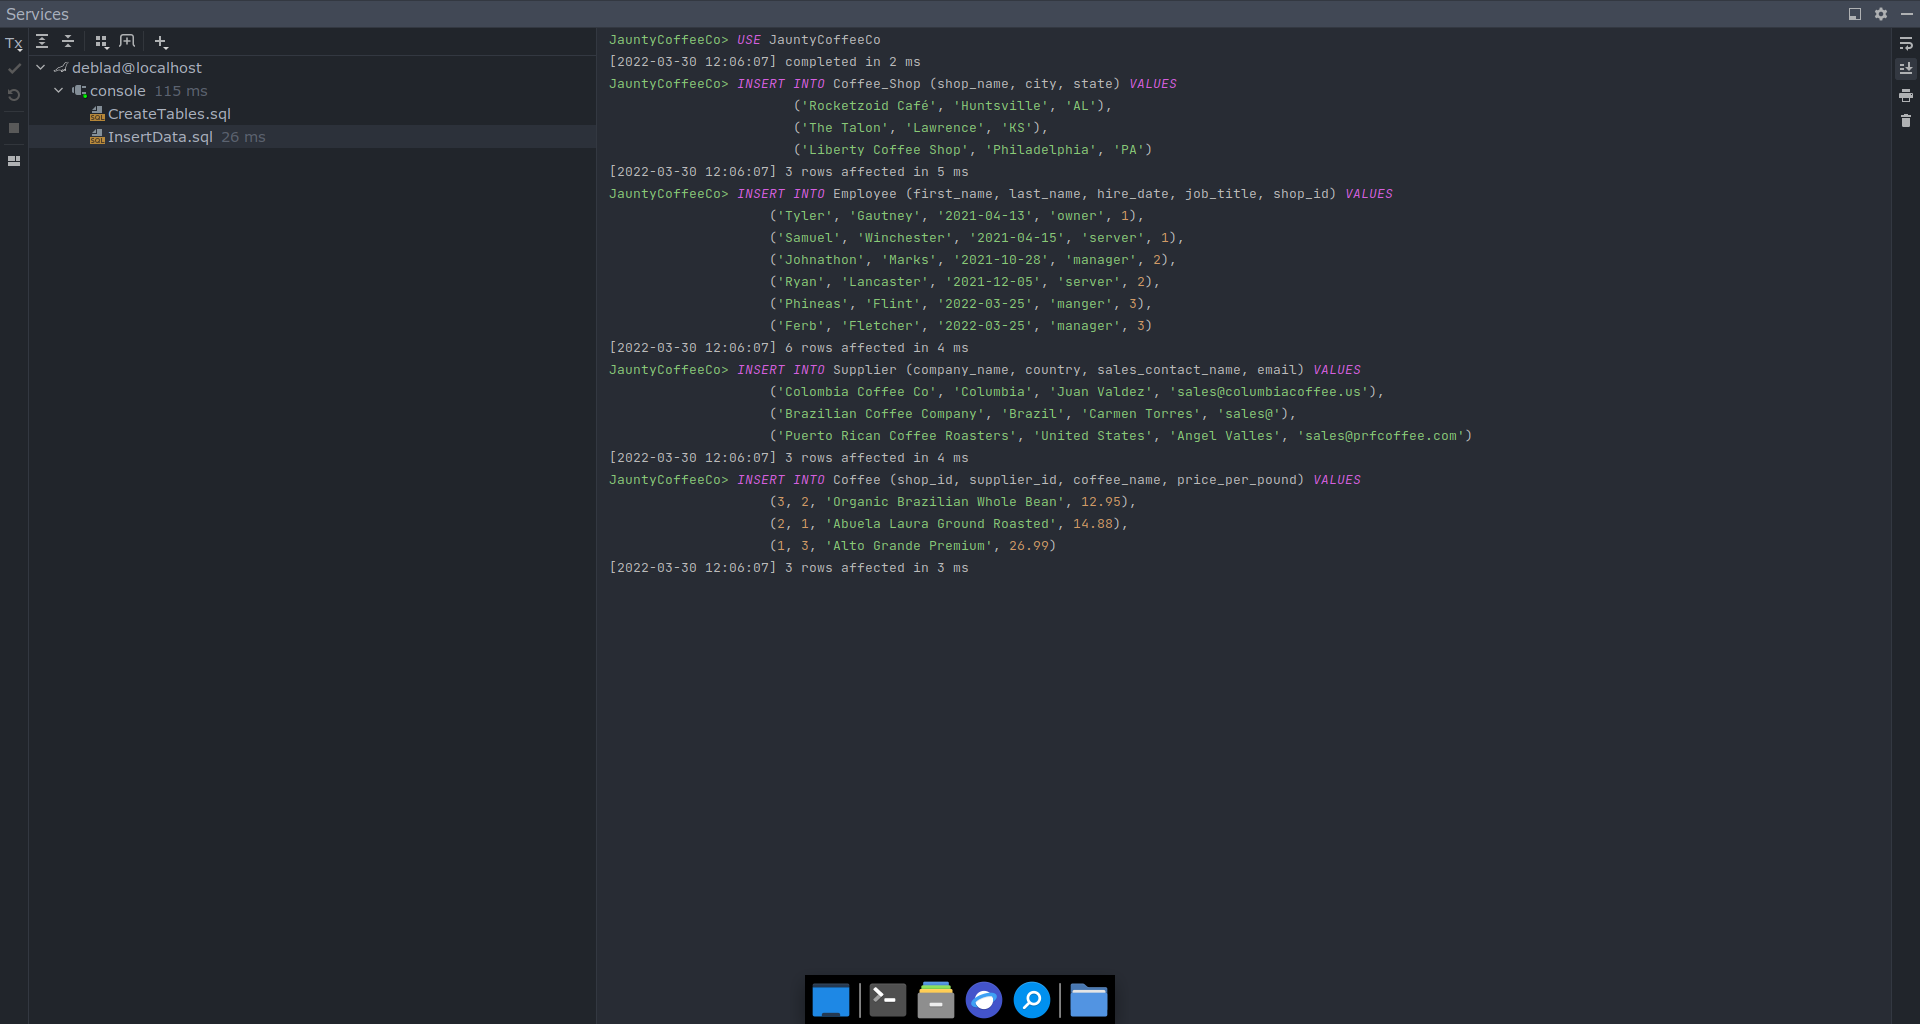 Services
Tx
deblad@localhost
console 115 ms
CreateTables.sql
InsertData.sql 26 ms
JauntyCoffeeCo> USE JauntyCoffeeCo
[2022-03-30 12:06:07] completed in 2 ms
JauntyCoffeeCo> INSERT INTO Coffee_Shop (shop_name, city, state) VALUES
('Rocketzoid Café', 'Huntsville', 'AL'),
('The Talon', 'Lawrence', 'KS'),
('Liberty Coffee Shop', 'Philadelphia', 'PA')
[2022-03-30 12:06:07] 3 rows affected in 5 ms
JauntyCoffeeCo> INSERT INTO Employee (first_name, last_name, hire_date, job_title, shop_id) VALUES
('Tyler', 'Gautney', '2021-04-13', 'owner', 1),
('Samuel', 'Winchester', '2021-04-15', 'server', 1),
('Johnathon', 'Marks', '2021-10-28', 'manager', 2),
('Ryan', 'Lancaster', '2021-12-05', 'server', 2),
('Phineas', 'Flint', '2022-03-25', 'manger', 3),
('Ferb', 'Fletcher', '2022-03-25', 'manager', 3)
[2022-03-30 12:06:07] 6 rows affected in 4 ms
JauntyCoffeeCo> INSERT INTO Supplier (company_name, country, sales_contact_name, email) VALUES
('Colombia Coffee Co', 'Columbia', 'Juan Valdez', 'sales@columbiacoffee.us'),
('Brazilian Coffee Company', 'Brazil', 'Carmen Torres', 'sales@'),
('Puerto Rican Coffee Roasters', 'United States', 'Angel Valles', 'sales@prfcoffee.com')
[2022-03-30 12:06:07] 3 rows affected in 4 ms
JauntyCoffeeCo> INSERT INTO Coffee (shop_id, supplier_id, coffee_name, price_per_pound) VALUES
(3, 2, 'Organic Brazilian Whole Bean', 12.95),
(2, 1, 'Abuela Laura Ground Roasted', 14.88),
(1, 3, 'Alto Grande Premium', 26.99)
[2022-03-30 12:06:07] 3 rows affected in 3 ms